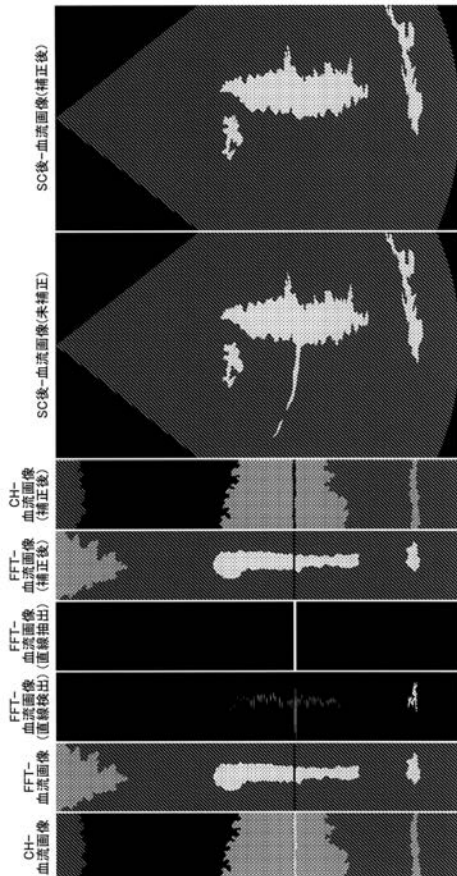 SC後-血流画像(補正後)
SC後-血流画像(未補正)
CH-
血流画像
(補正後)
FFT-
血流画像
(補正後)
FFT-
血流画像
(直線抽出)
FFT-
血流画像
(直線検出)
FFT-
血流画像
CH-
血流画像